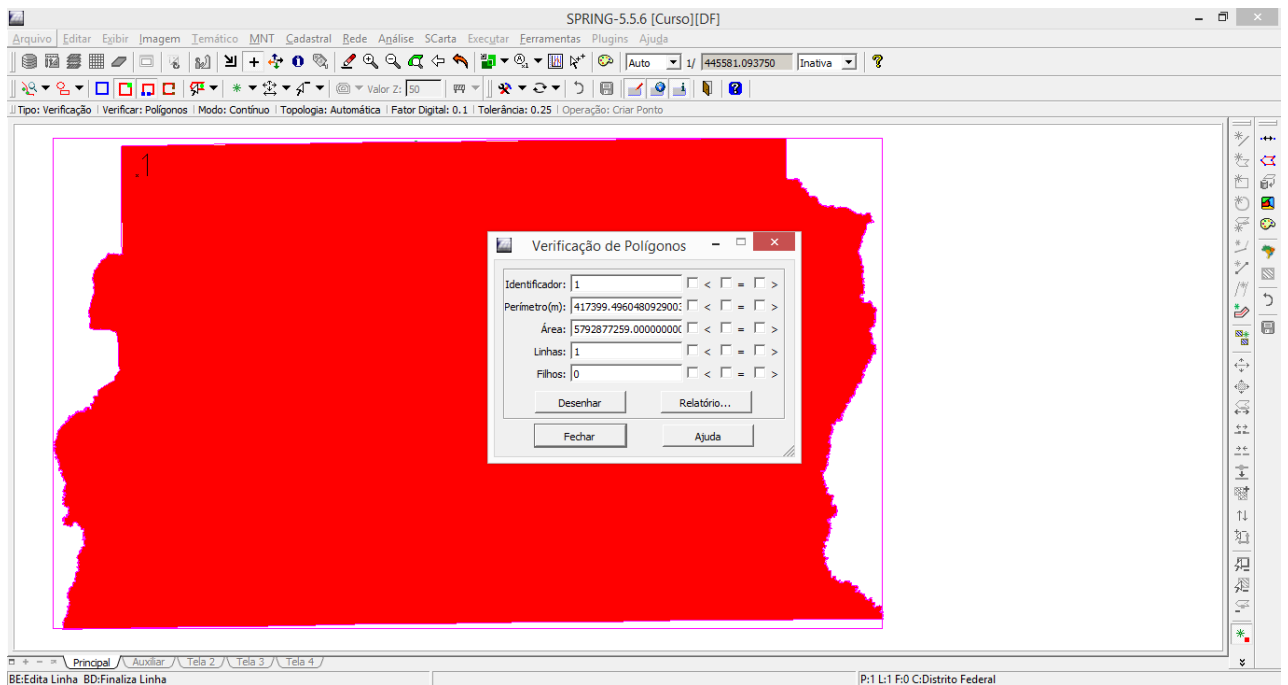 SPRING-5.5.6 [Curso][DF]
Arquivo Editar Exibir Imagem Temático MNT Cadastral Rede Análise SCarta Executar Ferramentas Plugins Ajuda
Auto 1/ 445581.093750 Inativa
Valor Z: 50
Tipo: Verificação Verificar: Polígonos Modo: Contínuo Topologia: Automática Fator Digital: 0.1 Tolerância: 0.25 Operação: Criar Ponto
1
Verificação de Polígonos
Identificador: 1 < = >
Perímetro(m): 417399.4960480929003 < = >
Área: 5792877259.00000000 < = >
Linhas: 1 < = >
Filhos: 0 < = >
Desenhar Relatório...
Fechar Ajuda
Principal Auxiliar Tela 2 Tela 3 Tela 4
BE:Edita Linha BD:Finaliza Linha P:1 L:1 F:0 C:Distrito Federal